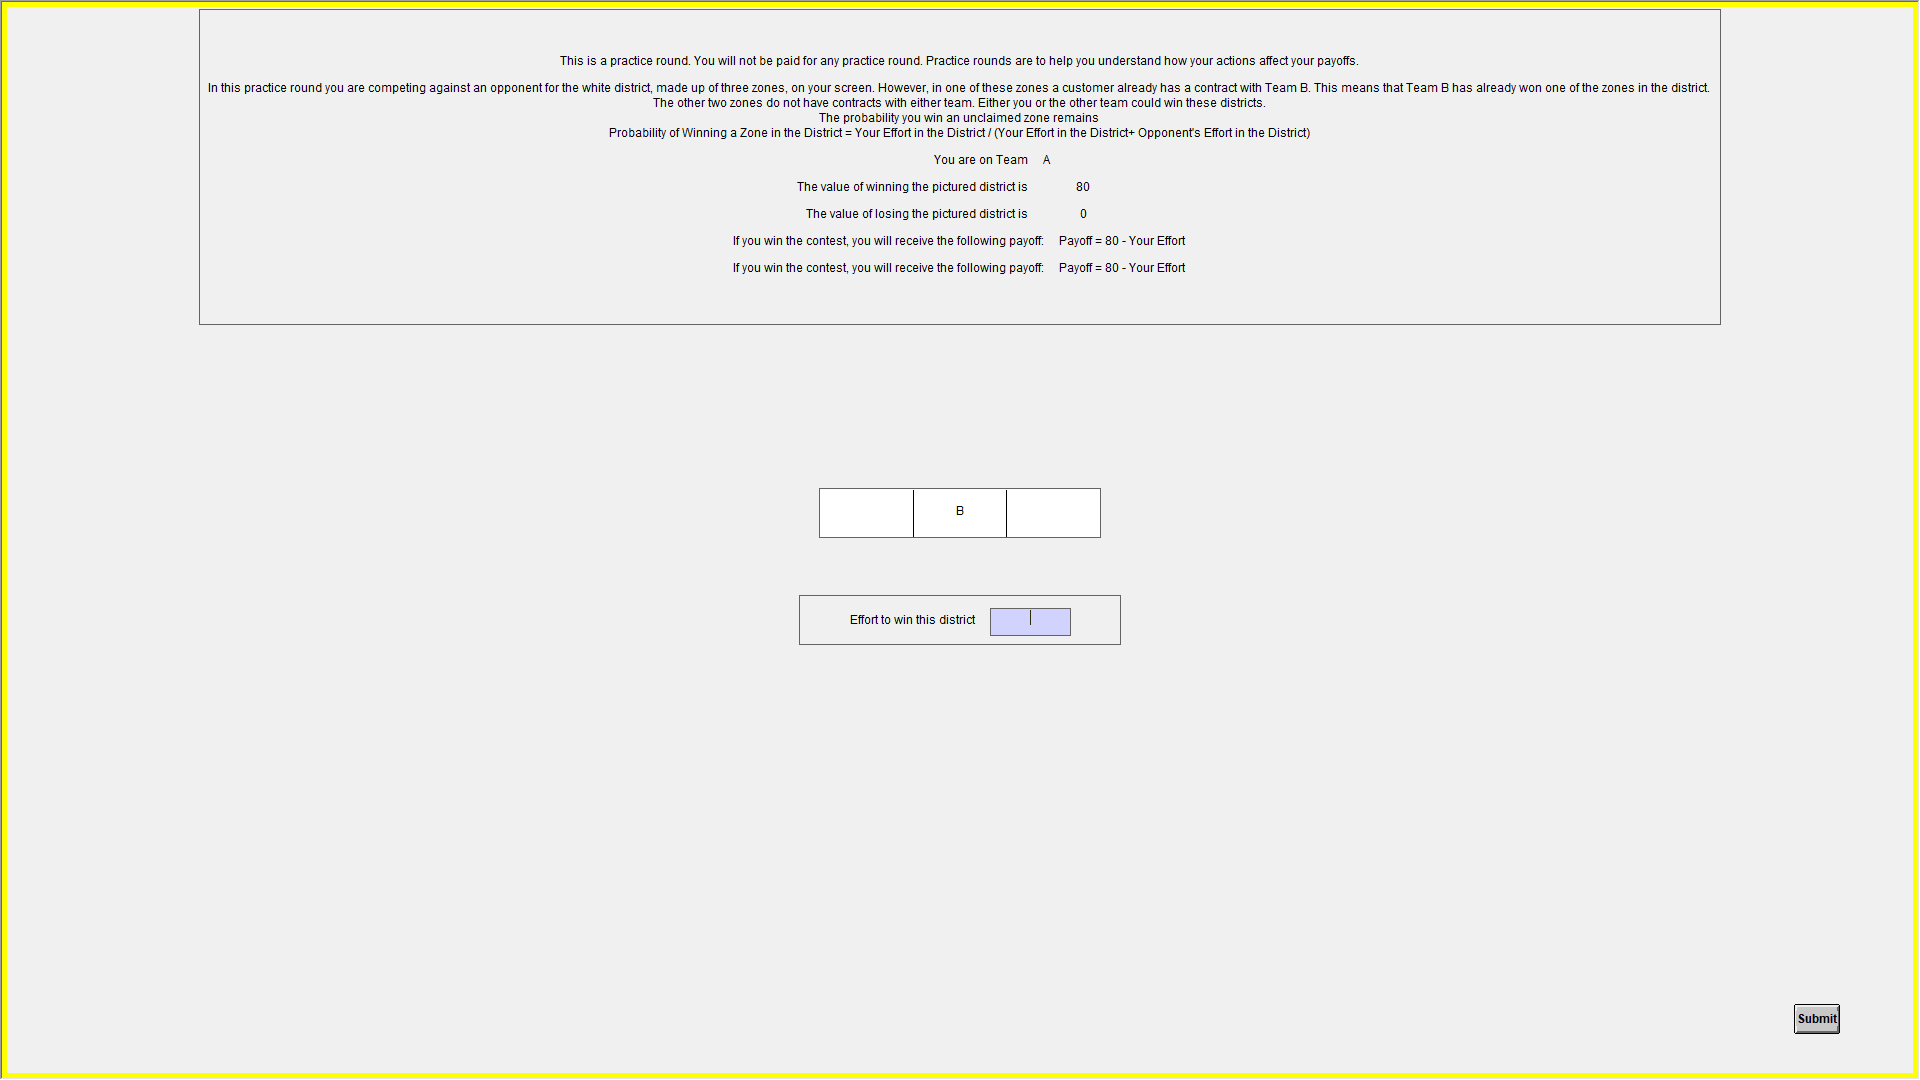 This is a practice round. You will not be paid for any practice round. Practice rounds are to help you understand how your actions affect your payoffs.
In this practice round you are competing against an opponent for the white district, made up of three zones, on your screen. However, in one of these zones a customer already has a contract with Team B. This means that Team B has already won one of the zones in the district.
The other two zones do not have contracts with either team. Either you or the other team could win these districts.
The probability you win an unclaimed zone remains
Probability of Winning a Zone in the District = Your Effort in the District / (Your Effort in the District+ Opponent's Effort in the District)
You are on Team A
The value of winning the pictured district is 80
The value of losing the pictured district is 0
If you win the contest, you will receive the following payoff: Payoff = 80 - Your Effort
If you win the contest, you will receive the following payoff: Payoff = 80 - Your Effort
B
Effort to win this district
Submit